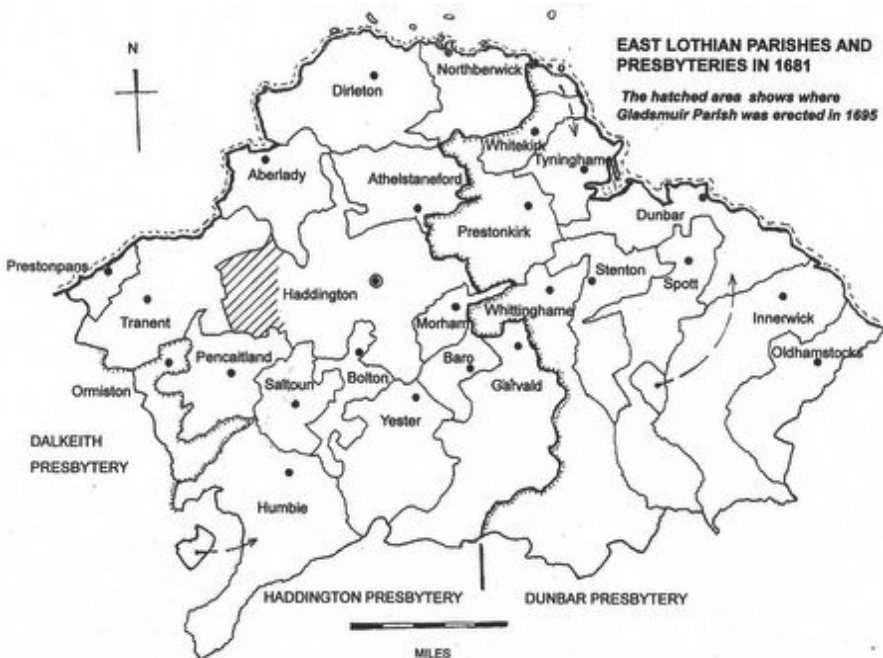 N
EAST LOTHIAN PARISHES AND
PRESBYTERIES IN 1681
The hatched area shows where
Gladsmuir Parish was erected in 1695
Northberwick
Dirleton
Whitekirk
Tyninghame
Aberlady
Athelstaneford
Dunbar
Prestonkirk
Prestonpans
Stenton
Spott
Haddington
Whittinghame
Innerwick
Tranent
Morham
Pencaitland
Baro
Oldhamstocks
Ormiston
Saltoun
Bolton
Garvald
Yester
DALKEITH
PRESBYTERY
Humbie
HADDINGTON PRESBYTERY
DUNBAR PRESBYTERY
MILES